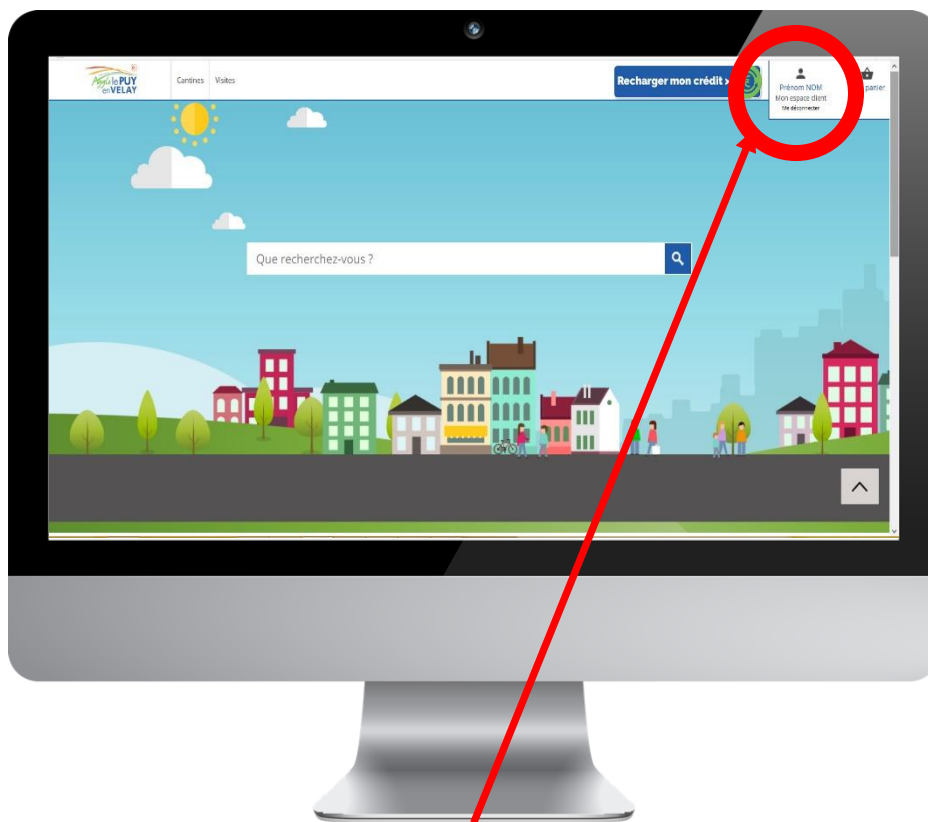 Agglo le PUY
en VELAY
Cantines Visites
Recharger mon crédit >
Prénom NOM
Mon espace client
Me déconnecter
panier
Que recherchez-vous ?